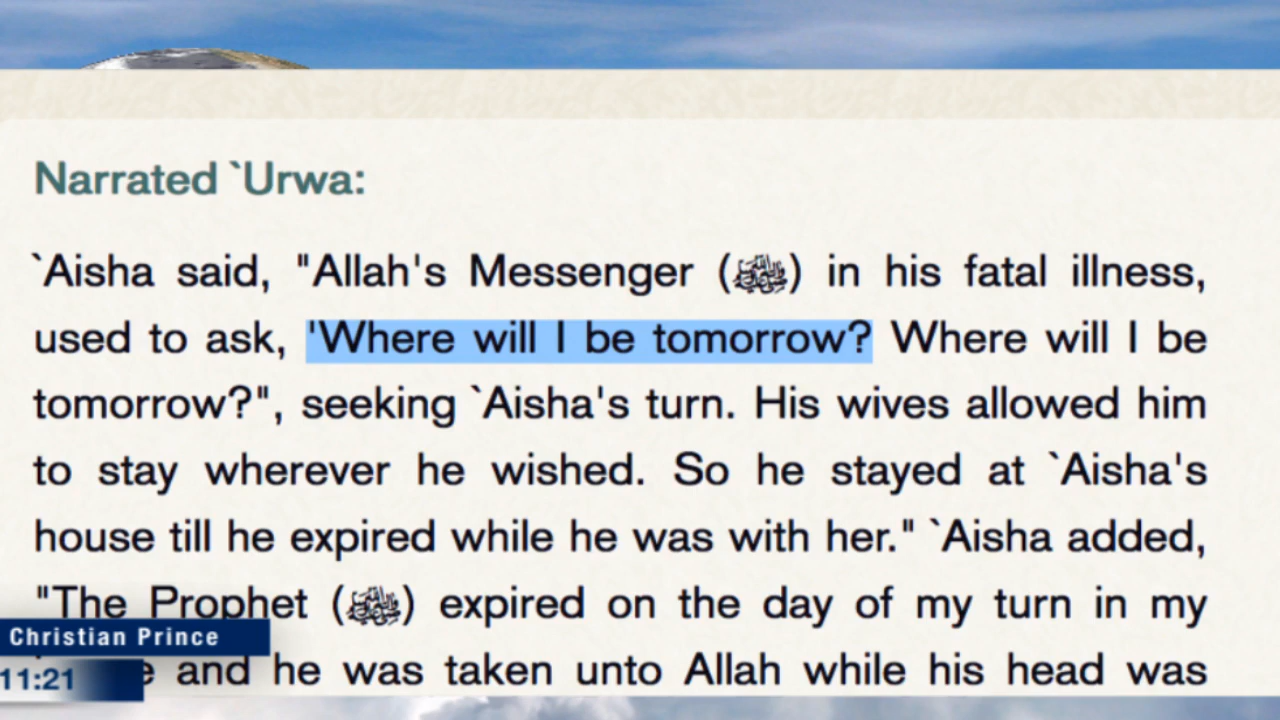 Narrated `Urwa:
`Aisha said, "Allah's Messenger (ﷺ) in his fatal illness,
used to ask, 'Where will I be tomorrow? Where will I be
tomorrow?", seeking `Aisha's turn. His wives allowed him
to stay wherever he wished. So he stayed at `Aisha's
house till he expired while he was with her." `Aisha added,
"The Prophet (ﷺ) expired on the day of my turn in my
and he was taken unto Allah while his head was
Christian Prince
11:21